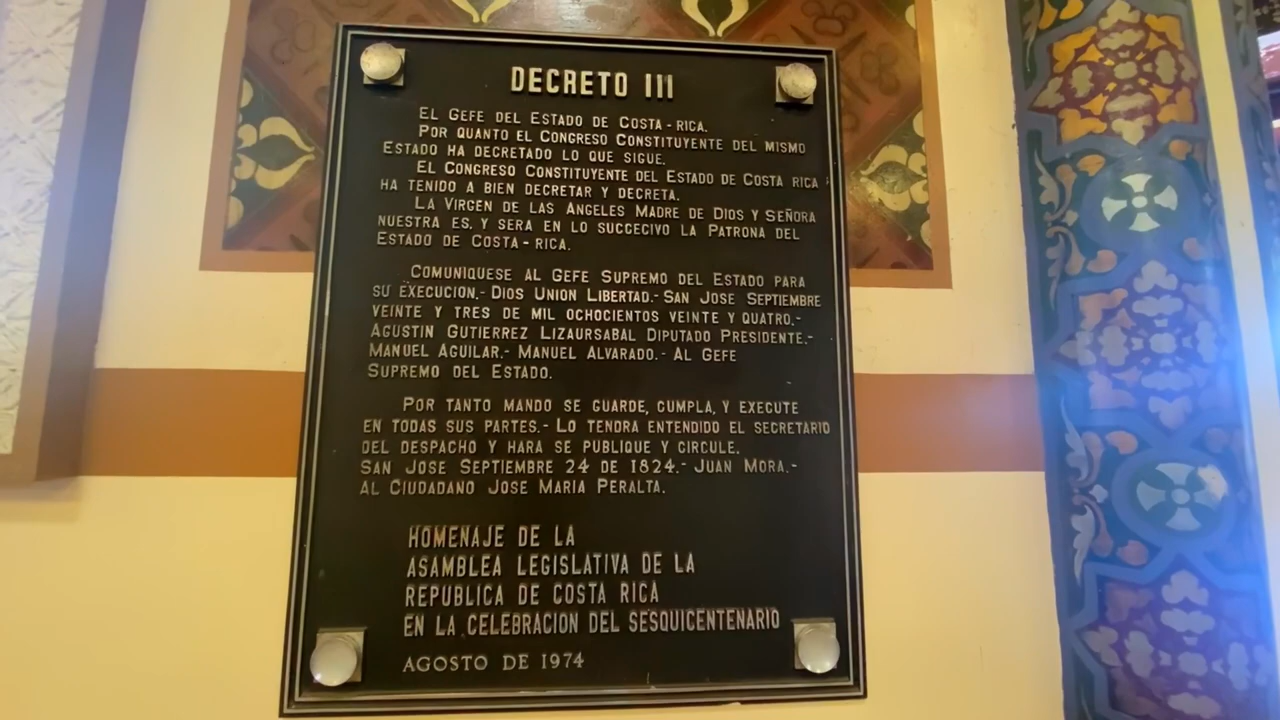 DECRETO III
EL GEFE DEL ESTADO DE COSTA-RICA.
POR QUANTO EL CONGRESO CONSTITUYENTE DEL MISMO
ESTADO HA DECRETADO LO QUE SIGUE.
EL CONGRESO CONSTITUYENTE DEL ESTADO DE COSTA RICA
HA TENIDO A BIEN DECRETAR Y DECRETA.
LA VIRGEN DE LAS ANGELES MADRE DE DIOS Y SEÑORA
NUESTRA ES, Y SERA EN LO SUCCECIVO LA PATRONA DEL
ESTADO DE COSTA-RICA.
COMUNIQUESE AL GEFE SUPREMO DEL ESTADO PARA
SU EXECUCION.- DIOS UNION LIBERTAD.- SAN JOSE SEPTIEMBRE
VEINTE Y TRES DE MIL OCHOCIENTOS VEINTE Y QUATRO.-
AGUSTIN GUTIERREZ LIZAURSABAL DIPUTADO PRESIDENTE.-
MANUEL AGUILAR.- MANUEL ALVARADO.- AL GEFE
SUPREMO DEL ESTADO.
POR TANTO MANDO SE GUARDE, CUMPLA, Y EXECUTE
EN TODAS SUS PARTES.- LO TENDRA ENTENDIDO EL SECRETARIO
DEL DESPACHO Y HARA SE PUBLIQUE Y CIRCULE.
SAN JOSE SEPTIEMBRE 24 DE 1824.- JUAN MORA.-
AL CIUDADANO JOSE MARIA PERALTA.
HOMENAJE DE LA
ASAMBLEA LEGISLATIVA DE LA
REPUBLICA DE COSTA RICA
EN LA CELEBRACION DEL SESQUICENTENARIO
AGOSTO DE 1974